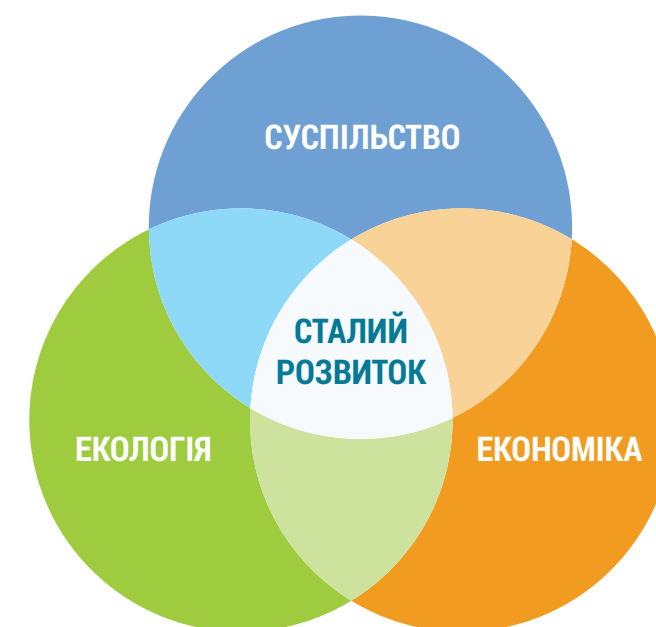 СУСПІЛЬСТВО
СТАЛИЙ
РОЗВИТОК
ЕКОЛОГІЯ
ЕКОНОМІКА